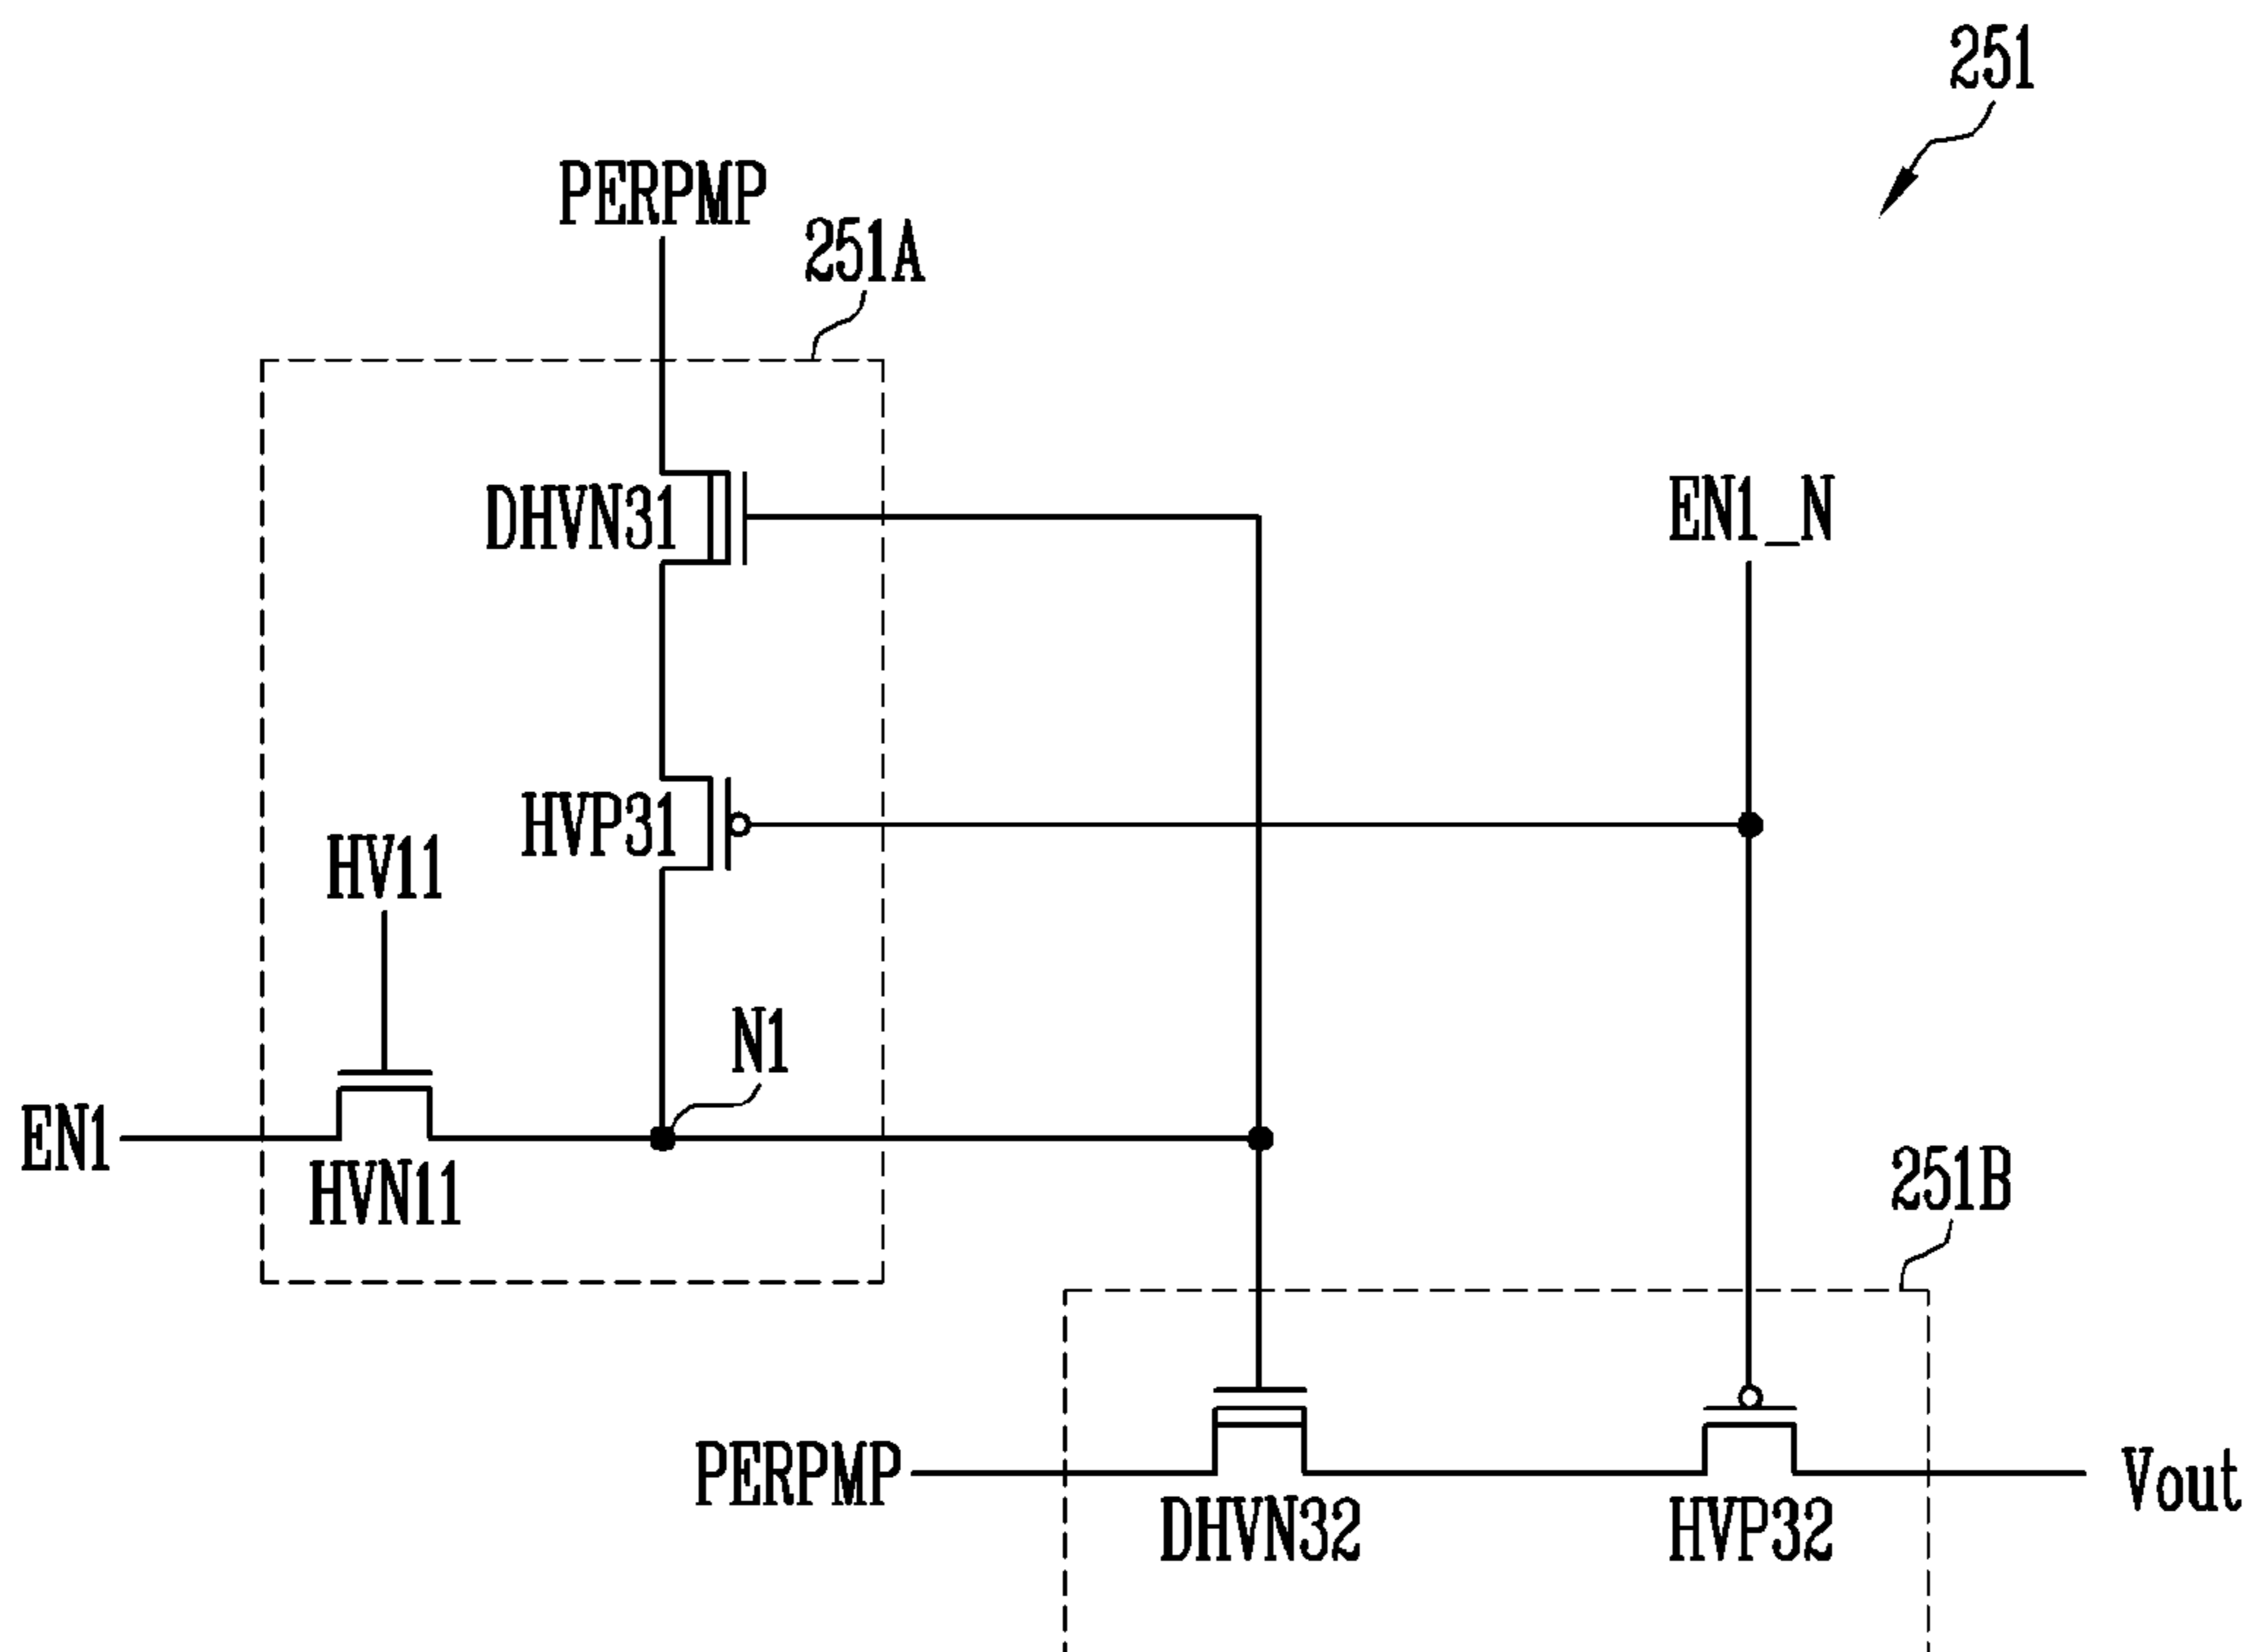 251
PERPMP
251A
DHVN31
EN1_N
HVP31
HV11
N1
EN1
HVN11
251B
PERPMP
DHVN32
HVP32
Vout